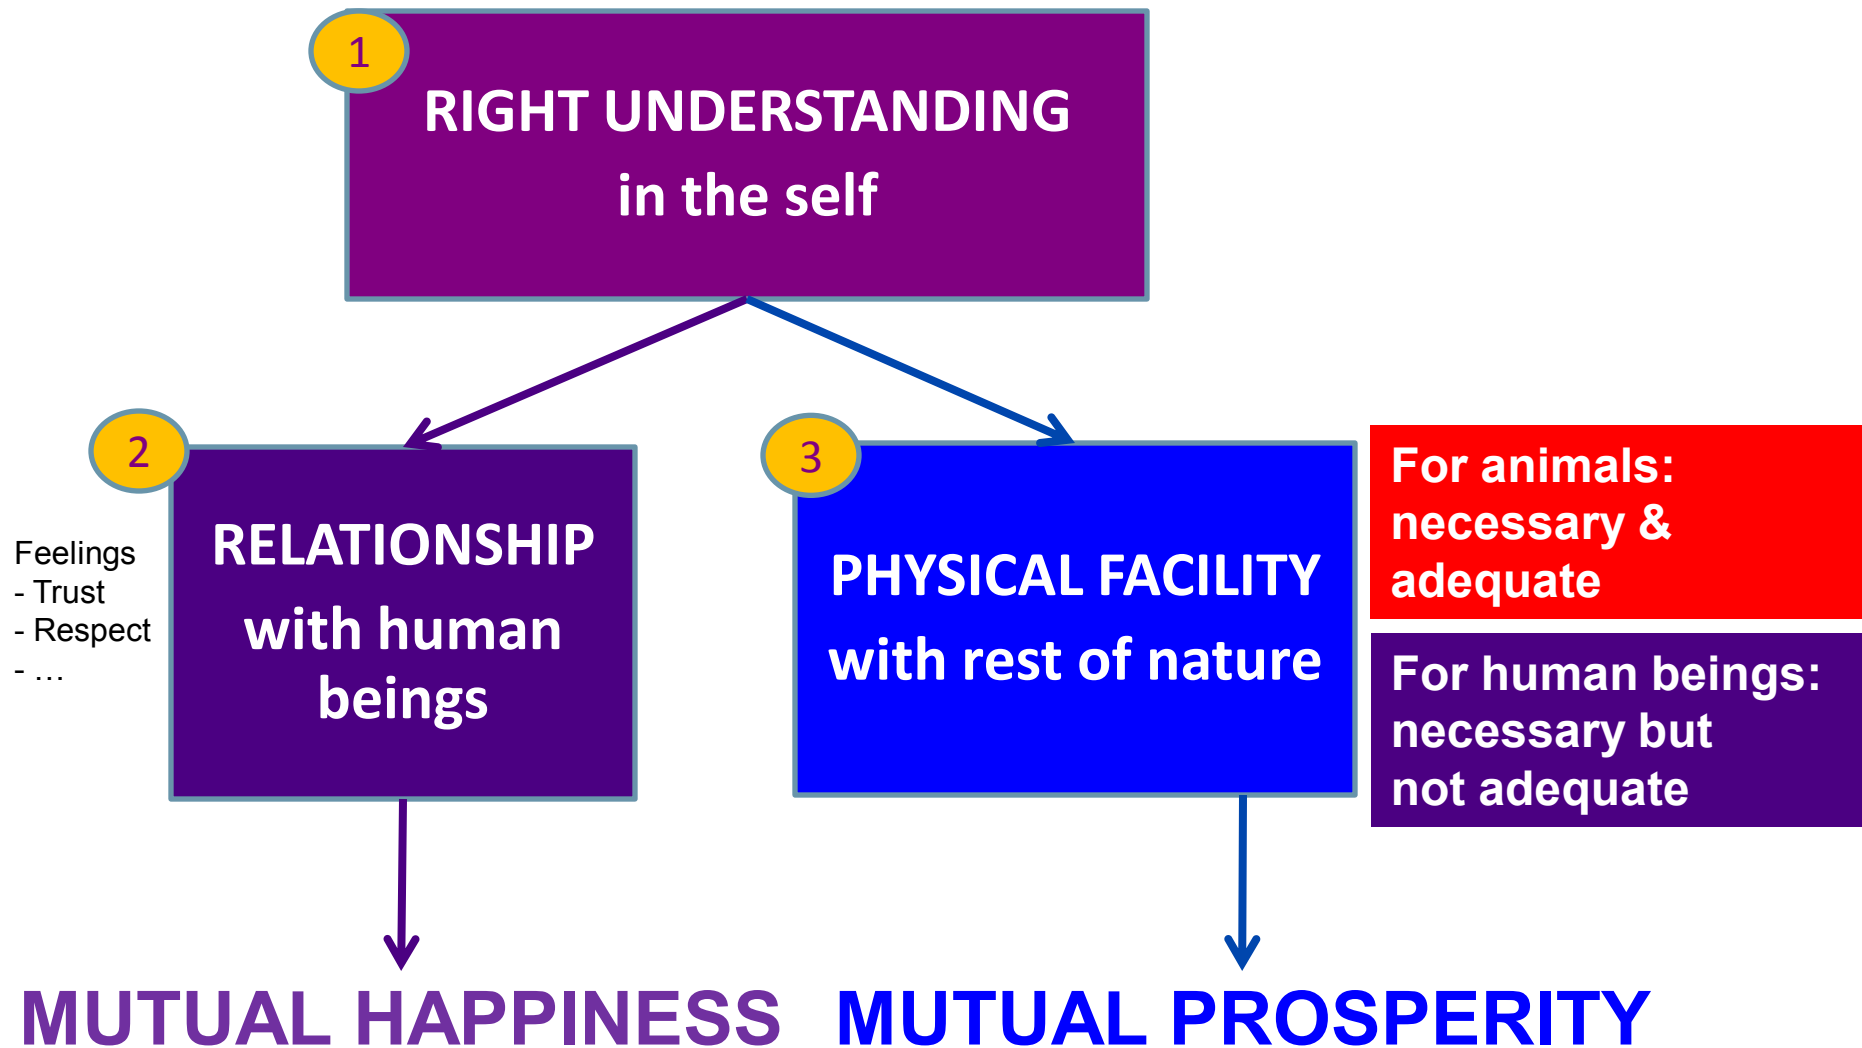 1
RIGHT UNDERSTANDING
in the self
2
RELATIONSHIP
with human
beings
Feelings
- Trust
- Respect
- …
3
PHYSICAL FACILITY
with rest of nature
For animals:
necessary &
adequate
For human beings:
necessary but
not adequate
MUTUAL HAPPINESS
MUTUAL PROSPERITY